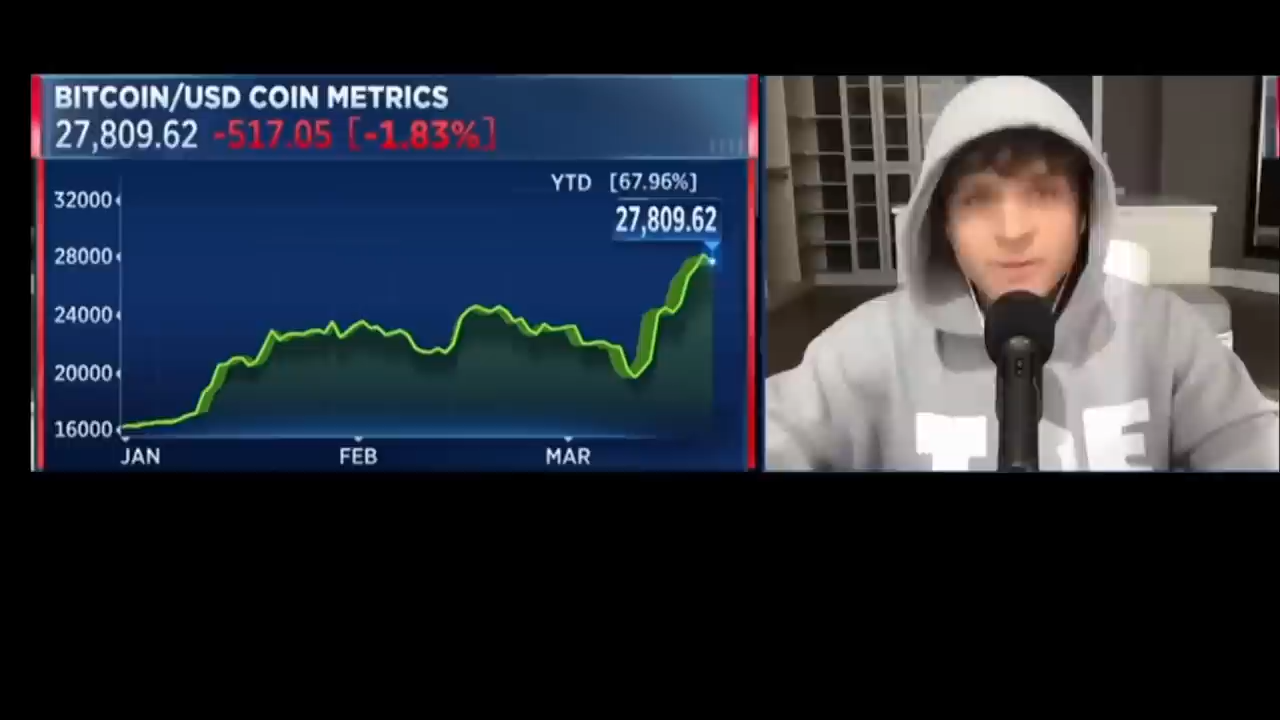 BITCOIN/USD COIN METRICS
27,809.62 -517.05 [-1.83%]
YTD [67.96%]
27,809.62
32000
28000
24000
20000
16000
JAN FEB MAR